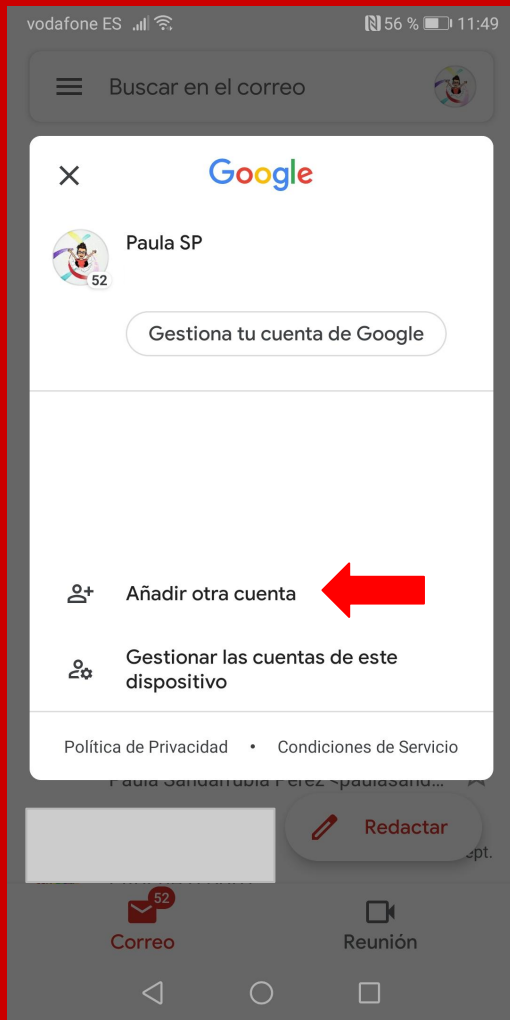 vodafone ES 56 % 11:49
Buscar en el correo
Google
Paula SP
52
Gestiona tu cuenta de Google
Añadir otra cuenta
Gestionar las cuentas de este
dispositivo
Política de Privacidad • Condiciones de Servicio
Redactar
ept.
52
Correo
Reunión